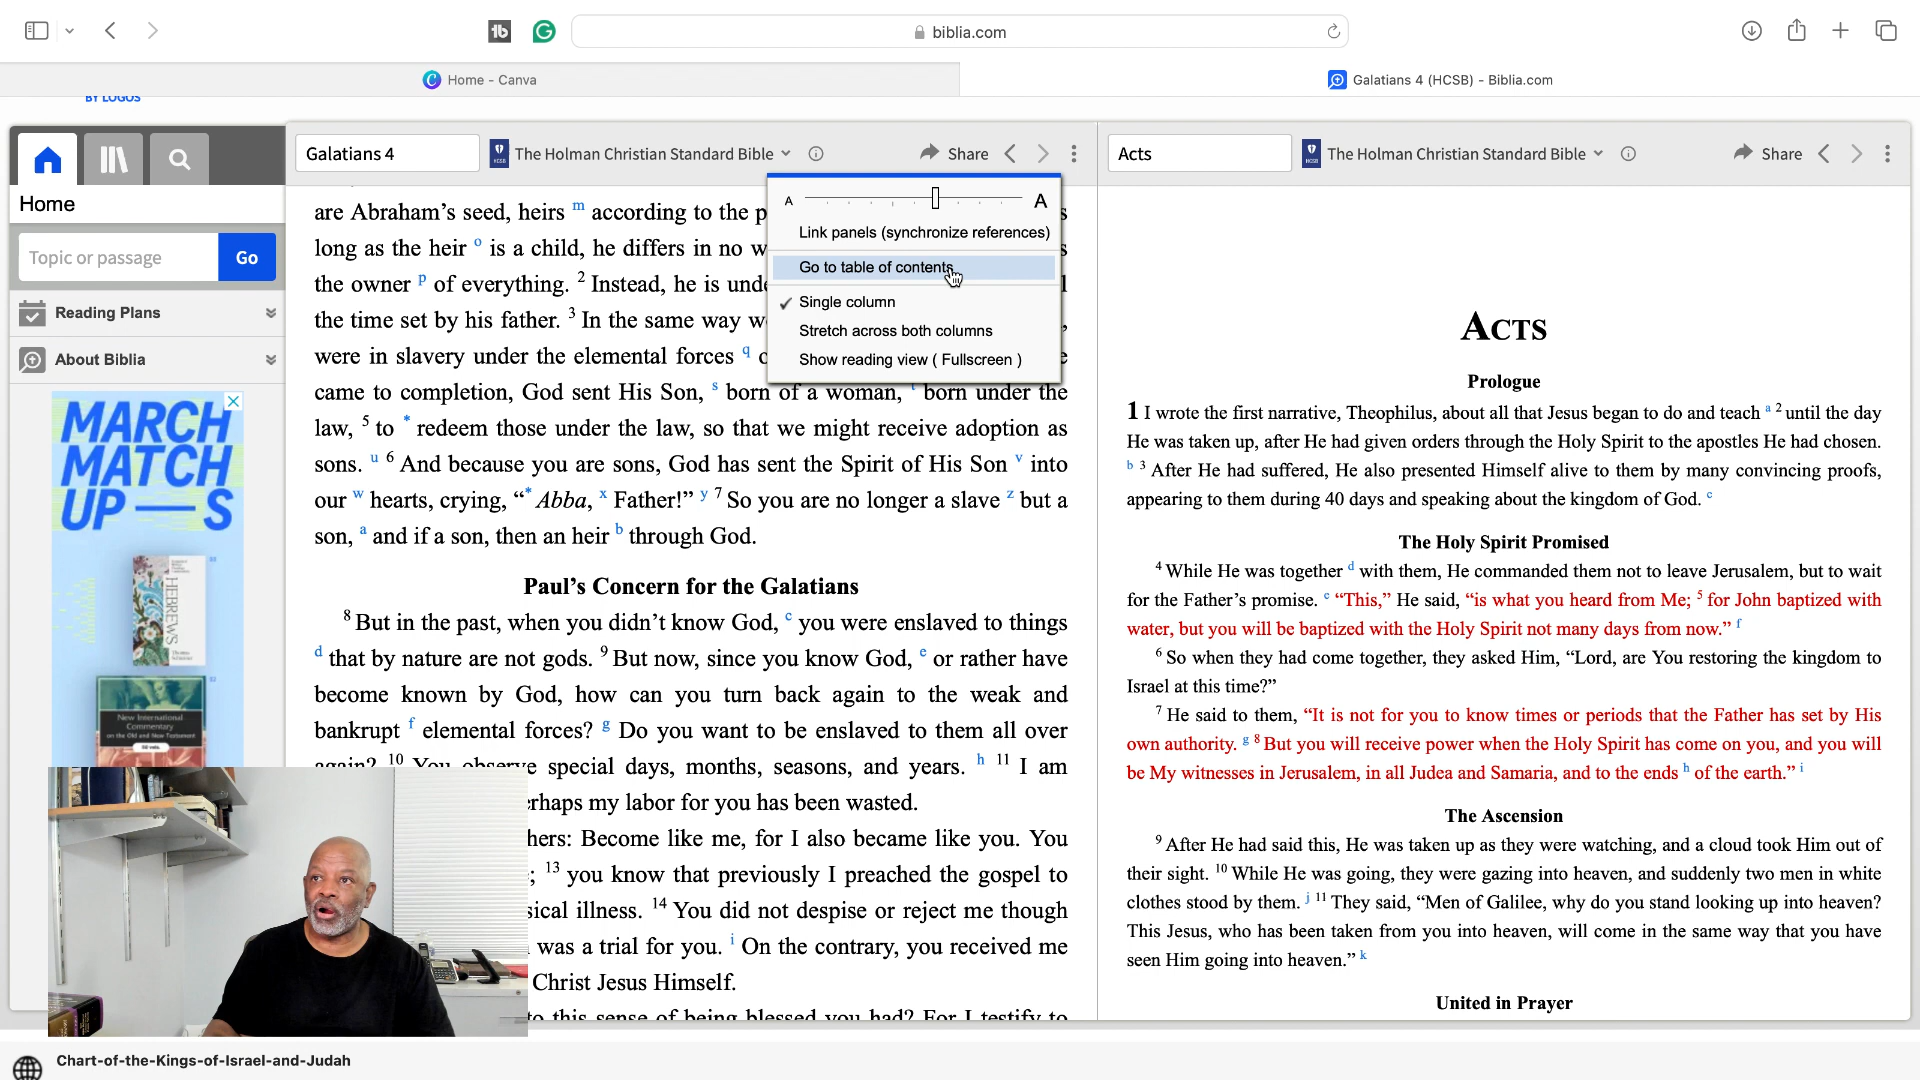 biblia.com
Home - Canva
Galatians 4 (HCSB) - Biblia.com
BY LOGOS
Galatians 4
The Holman Christian Standard Bible
Share
Acts
The Holman Christian Standard Bible
Share
Home
Topic or passage
Go
Reading Plans
About Biblia
MARCH
MATCH
UP—S
HEBREWS
New International
Commentary
on the Old and New Testament
A
A
Link panels (synchronize references)
Go to table of contents
✓ Single column
Stretch across both columns
Show reading view ( Fullscreen )
are Abraham’s seed, heirs m according to the p
long as the heir o is a child, he differs in no w
the owner p of everything. 2 Instead, he is unde
the time set by his father. 3 In the same way w
were in slavery under the elemental forces q o
came to completion, God sent His Son, s born of a woman, t born under the
law, 5 to * redeem those under the law, so that we might receive adoption as
sons. u 6 And because you are sons, God has sent the Spirit of His Son v into
our w hearts, crying, “* Abba, x Father!” y 7 So you are no longer a slave z but a
son, a and if a son, then an heir b through God.
Paul’s Concern for the Galatians
8 But in the past, when you didn’t know God, c you were enslaved to things
d that by nature are not gods. 9 But now, since you know God, e or rather have
become known by God, how can you turn back again to the weak and
bankrupt f elemental forces? g Do you want to be enslaved to them all over
again? 10 You observe special days, months, seasons, and years. h 11 I am
erhaps my labor for you has been wasted.
hers: Become like me, for I also became like you. You
; 13 you know that previously I preached the gospel to
sical illness. 14 You did not despise or reject me though
was a trial for you. i On the contrary, you received me
Christ Jesus Himself.
to this sense of being blessed you had? For I testify to
ACTS
Prologue
1 I wrote the first narrative, Theophilus, about all that Jesus began to do and teach a 2 until the day
He was taken up, after He had given orders through the Holy Spirit to the apostles He had chosen.
b 3 After He had suffered, He also presented Himself alive to them by many convincing proofs,
appearing to them during 40 days and speaking about the kingdom of God. c
The Holy Spirit Promised
4 While He was together d with them, He commanded them not to leave Jerusalem, but to wait
for the Father’s promise. e “This,” He said, “is what you heard from Me; 5 for John baptized with
water, but you will be baptized with the Holy Spirit not many days from now.” f
6 So when they had come together, they asked Him, “Lord, are You restoring the kingdom to
Israel at this time?”
7 He said to them, “It is not for you to know times or periods that the Father has set by His
own authority. g 8 But you will receive power when the Holy Spirit has come on you, and you will
be My witnesses in Jerusalem, in all Judea and Samaria, and to the ends h of the earth.” i
The Ascension
9 After He had said this, He was taken up as they were watching, and a cloud took Him out of
their sight. 10 While He was going, they were gazing into heaven, and suddenly two men in white
clothes stood by them. j 11 They said, “Men of Galilee, why do you stand looking up into heaven?
This Jesus, who has been taken from you into heaven, will come in the same way that you have
seen Him going into heaven.” k
United in Prayer
Chart-of-the-Kings-of-Israel-and-Judah